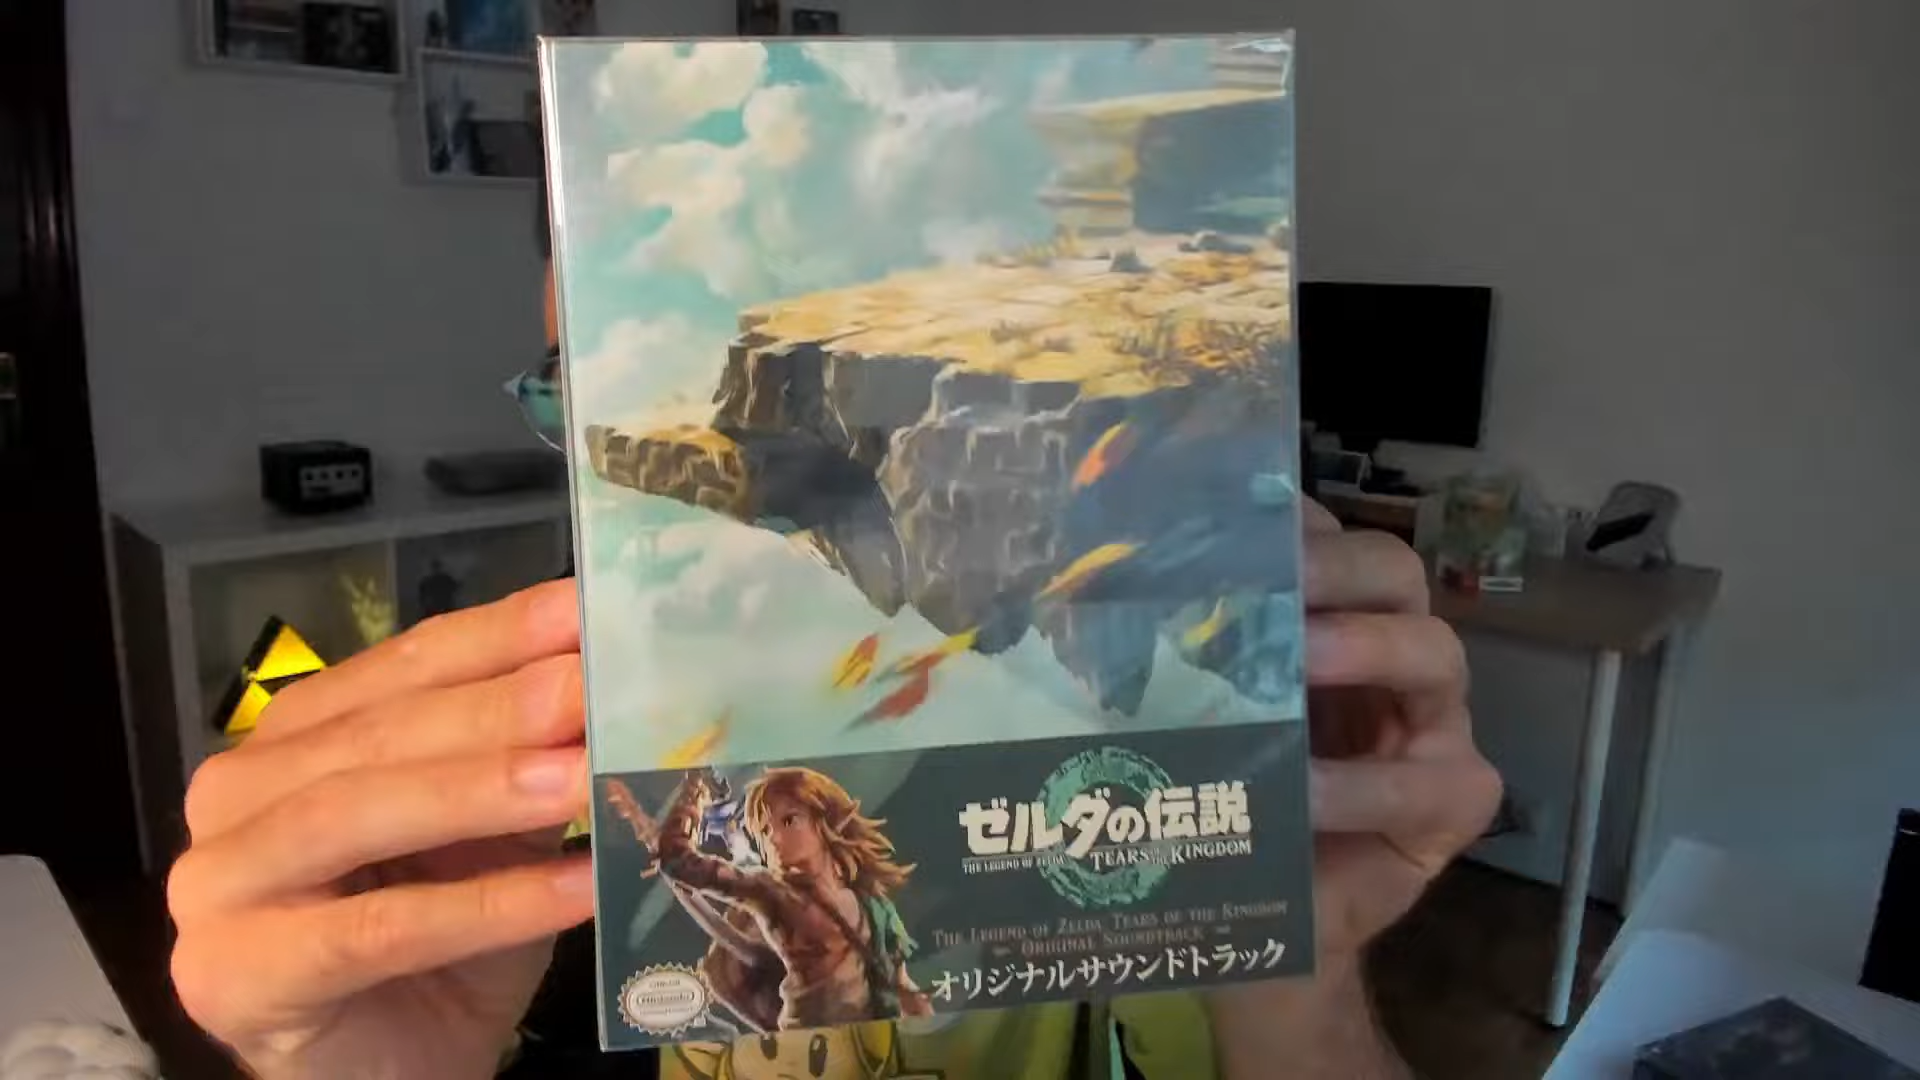 ゼルダの伝説
THE LEGEND OF ZELDA TEARS OF THE KINGDOM
THE LEGEND OF ZELDA TEARS OF THE KINGDOM
ORIGINAL SOUNDTRACK
オリジナルサウンドトラック
Nintendo